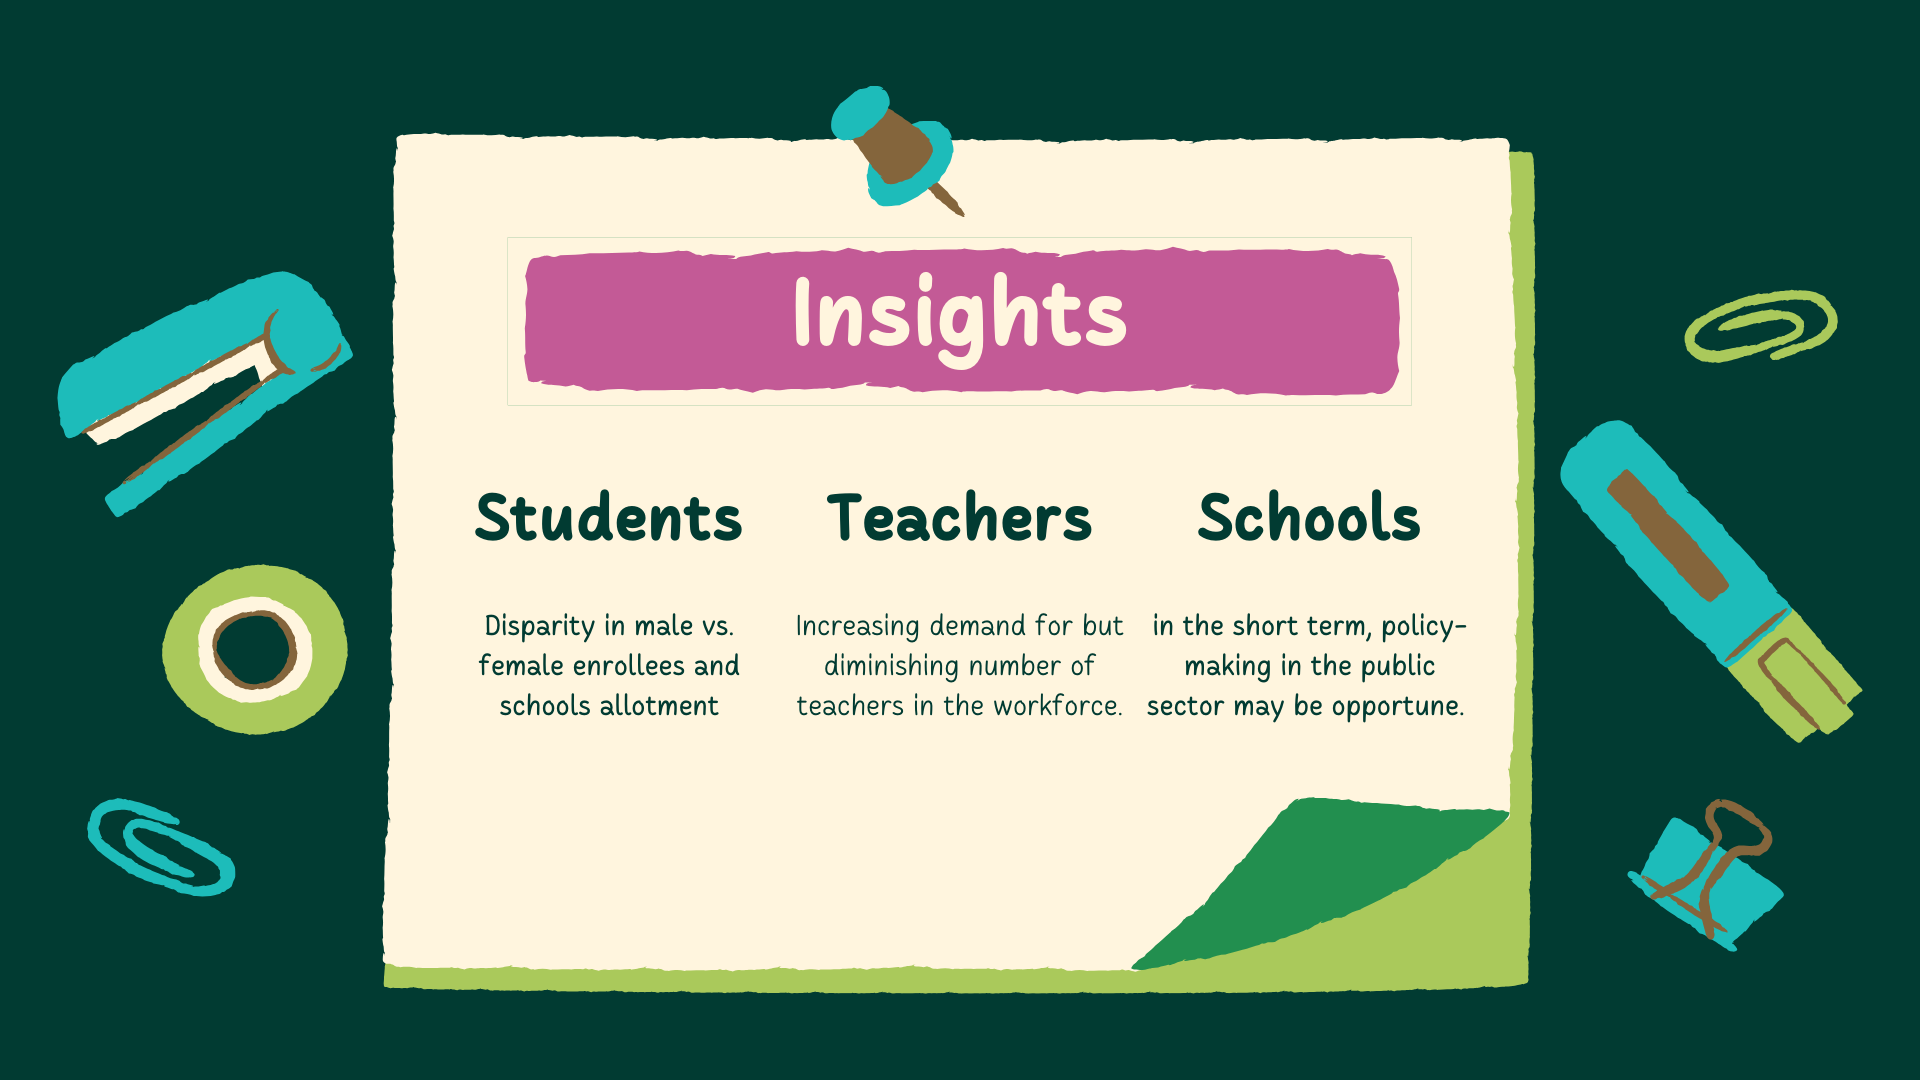 Insights
Students
Disparity in male vs.
female enrollees and
schools allotment
Teachers
Increasing demand for but
diminishing number of
teachers in the workforce.
Schools
in the short term, policy-
making in the public
sector may be opportune.